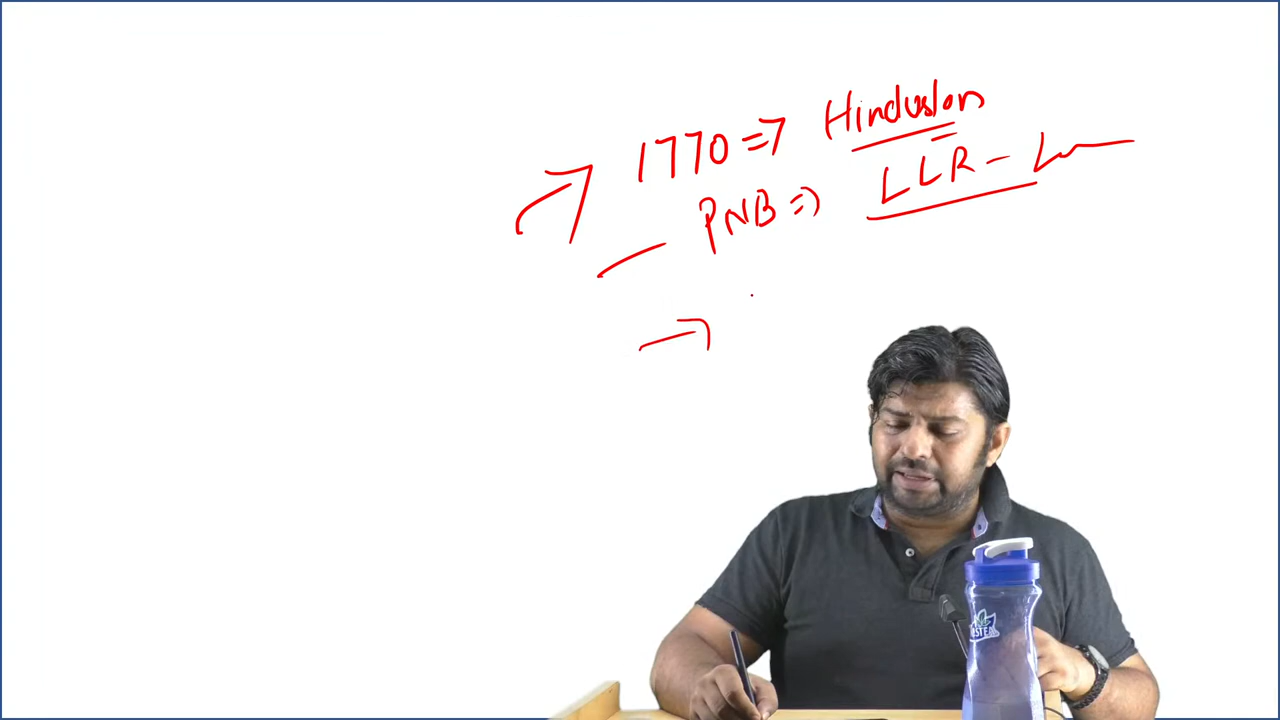 1770 => Hindustan
PNB => LLR -